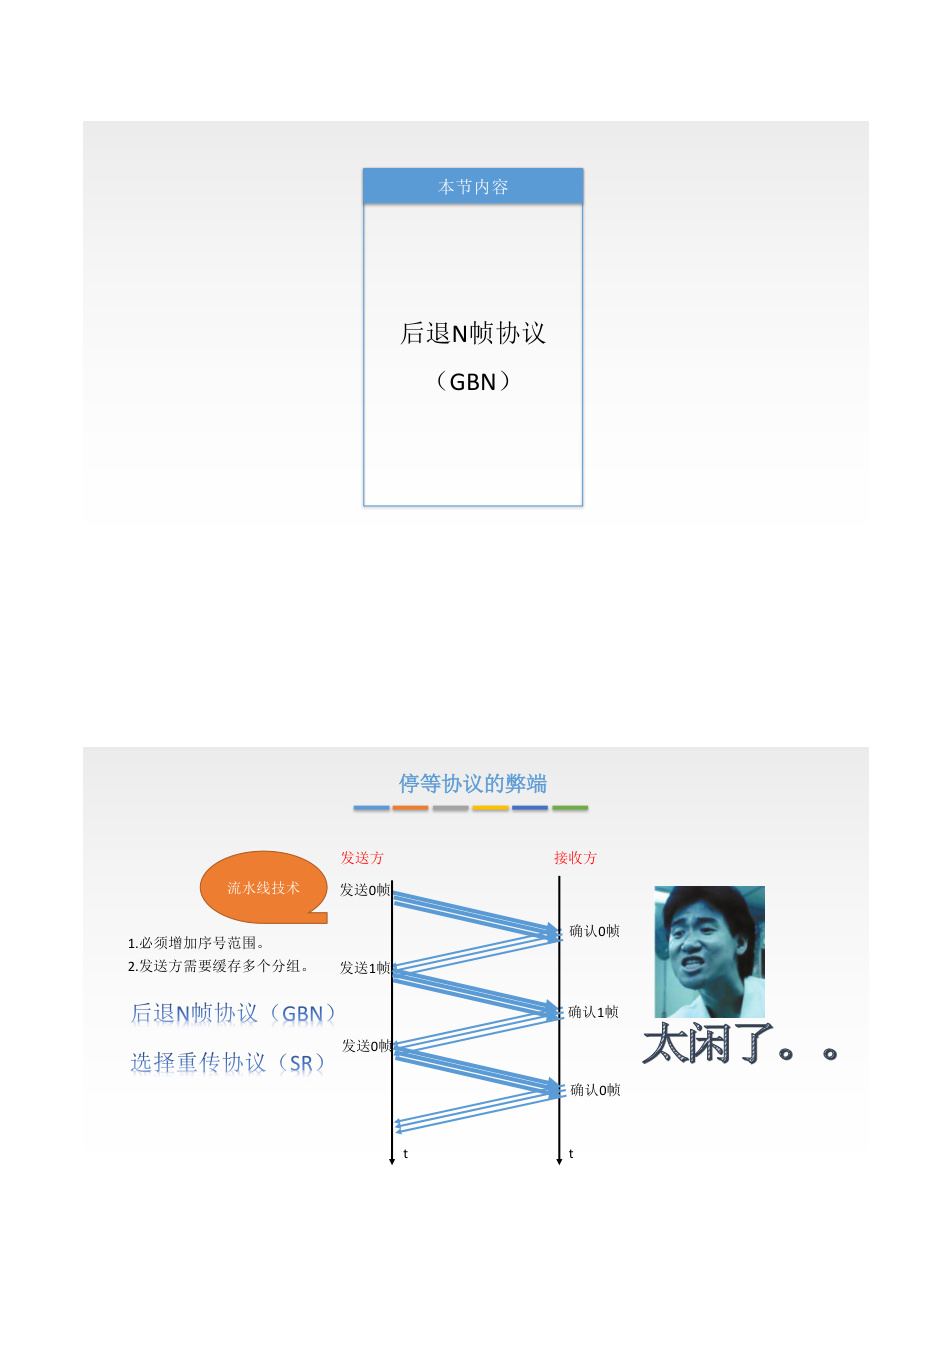 本节内容
后退N帧协议
（GBN）
停等协议的弊端
发送方
接收方
流水线技术
发送0帧
确认0帧
1.必须增加序号范围。
2.发送方需要缓存多个分组。
发送1帧
后退N帧协议（GBN）
确认1帧
太闲了。。
发送0帧
选择重传协议（SR）
确认0帧
t
t